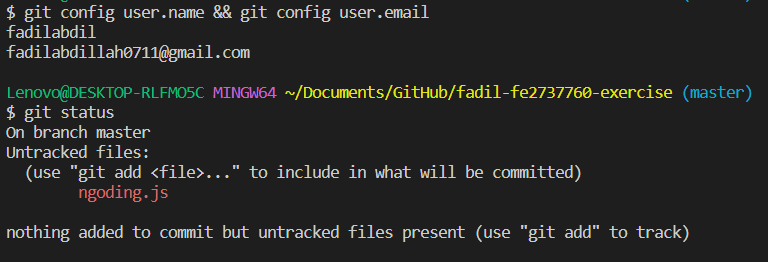 $ git config user.name && git config user.email
fadilabdil
fadilabdillah0711@gmail.com
Lenovo@DESKTOP-RLFMO5C MINGW64 ~/Documents/GitHub/fadil-fe2737760-exercise (master)
$ git status
On branch master
Untracked files:
  (use "git add <file>..." to include in what will be committed)
        ngoding.js
nothing added to commit but untracked files present (use "git add" to track)